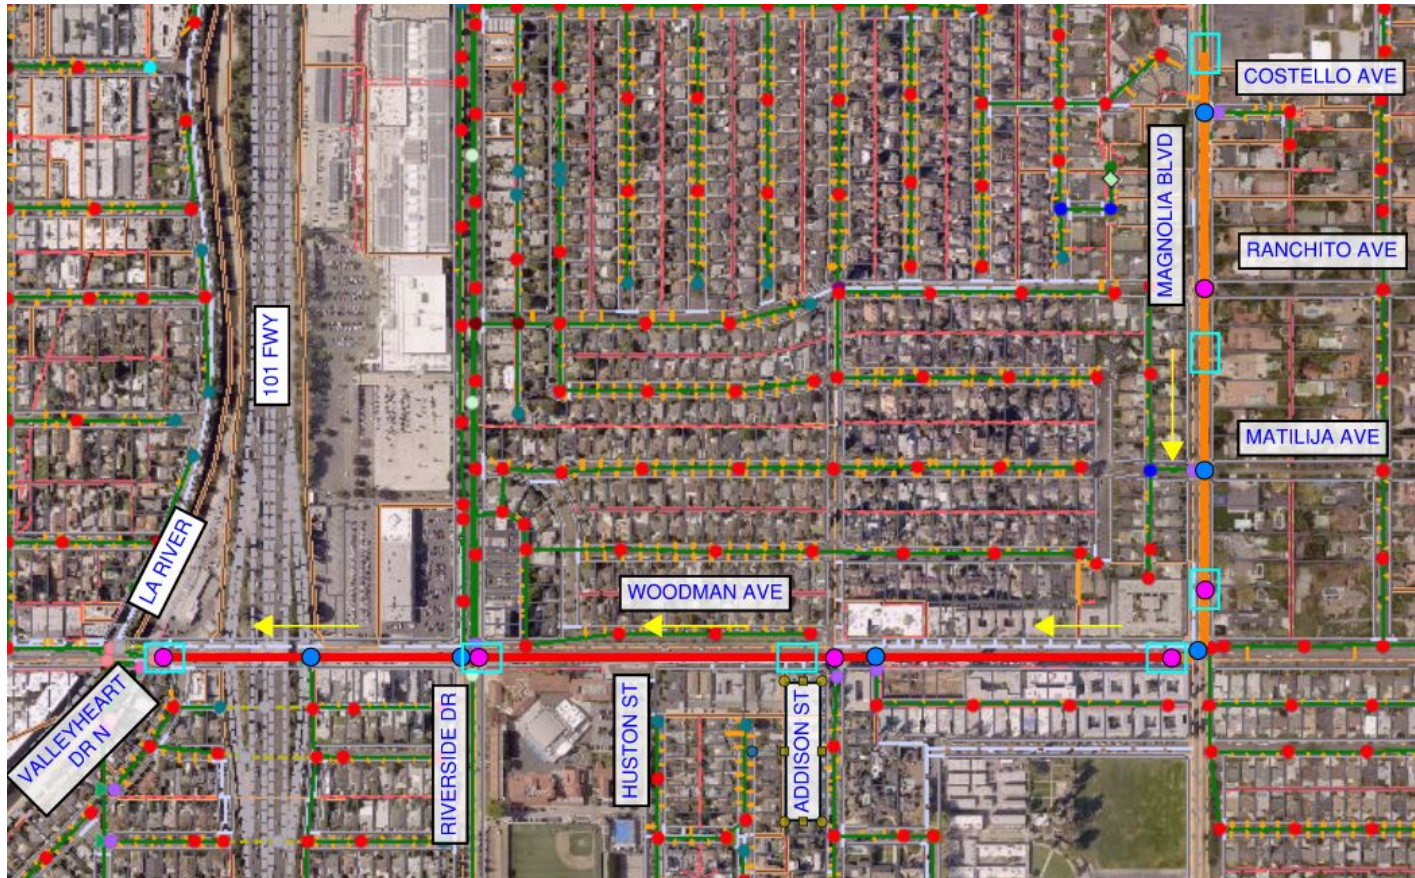 COSTELLO AVE
MAGNOLIA BLVD
RANCHITO AVE
101 FWY
MATILIJA AVE
LA RIVER
WOODMAN AVE
VALLEYHEART
DR N
RIVERSIDE DR
HUSTON ST
ADDISON ST